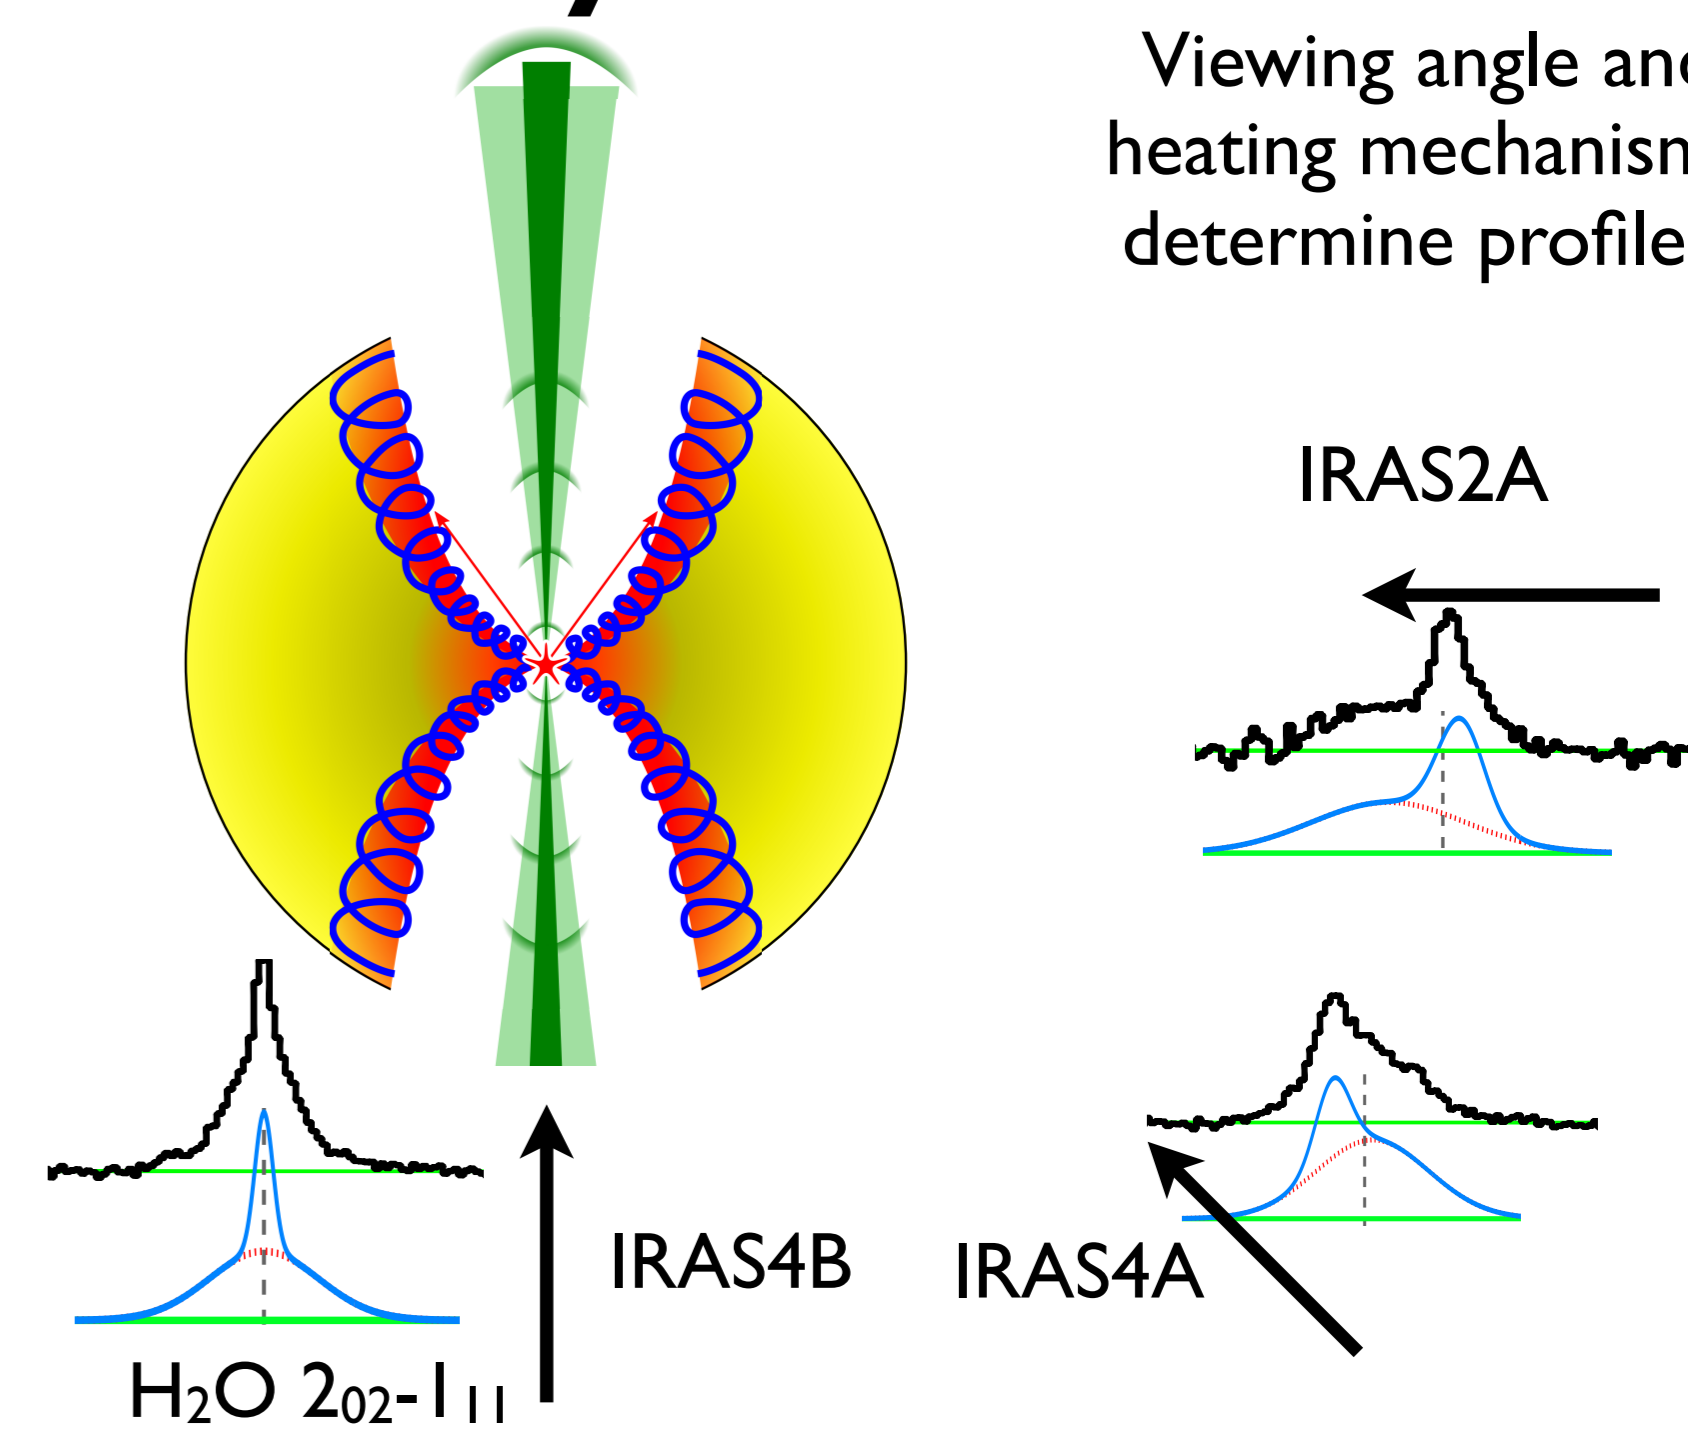 Viewing angle and
heating mechanism
determine profile
IRAS2A
IRAS4B
IRAS4A
H₂O 2₀₂-1₁₁